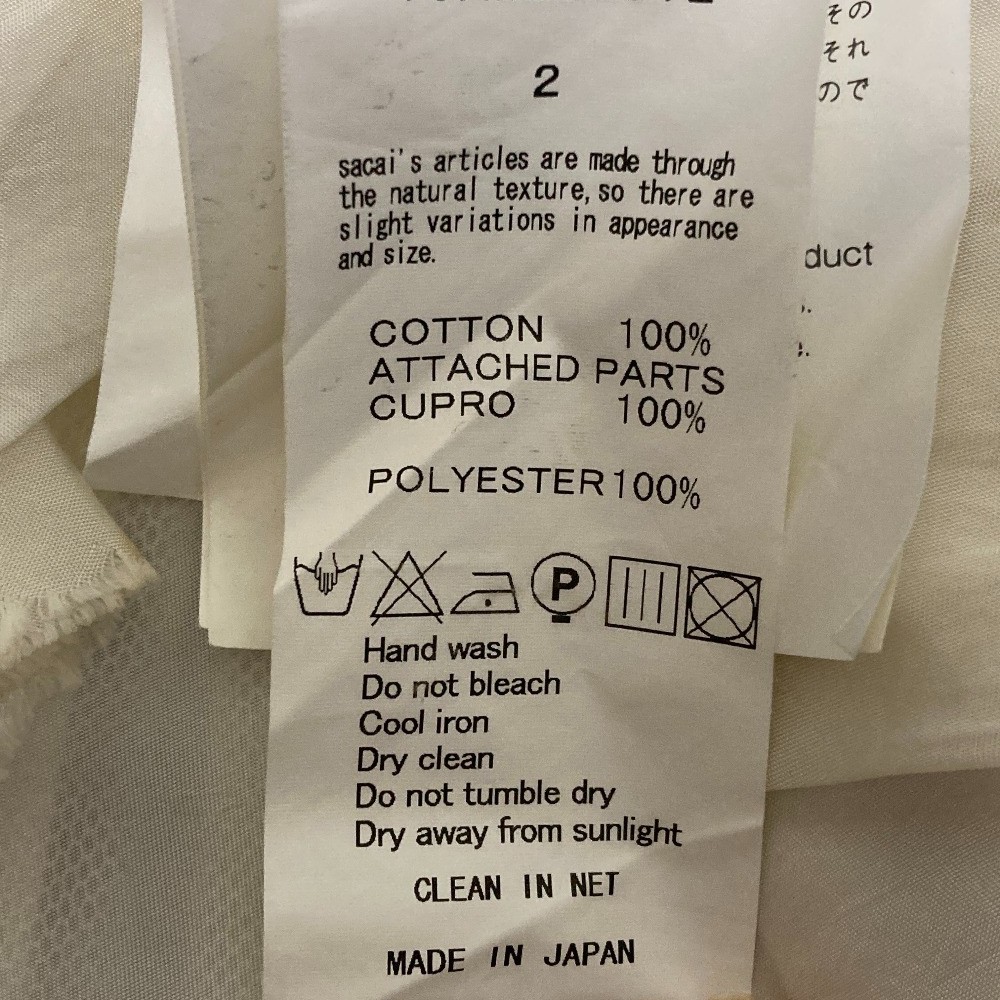 2
sacai's articles are made through
the natural texture, so there are
slight variations in appearance
and size.
COTTON 100%
ATTACHED PARTS
CUPRO 100%
POLYESTER 100%
P
Hand wash
Do not bleach
Cool iron
Dry clean
Do not tumble dry
Dry away from sunlight
CLEAN IN NET
MADE IN JAPAN
その
それ
ので
duct